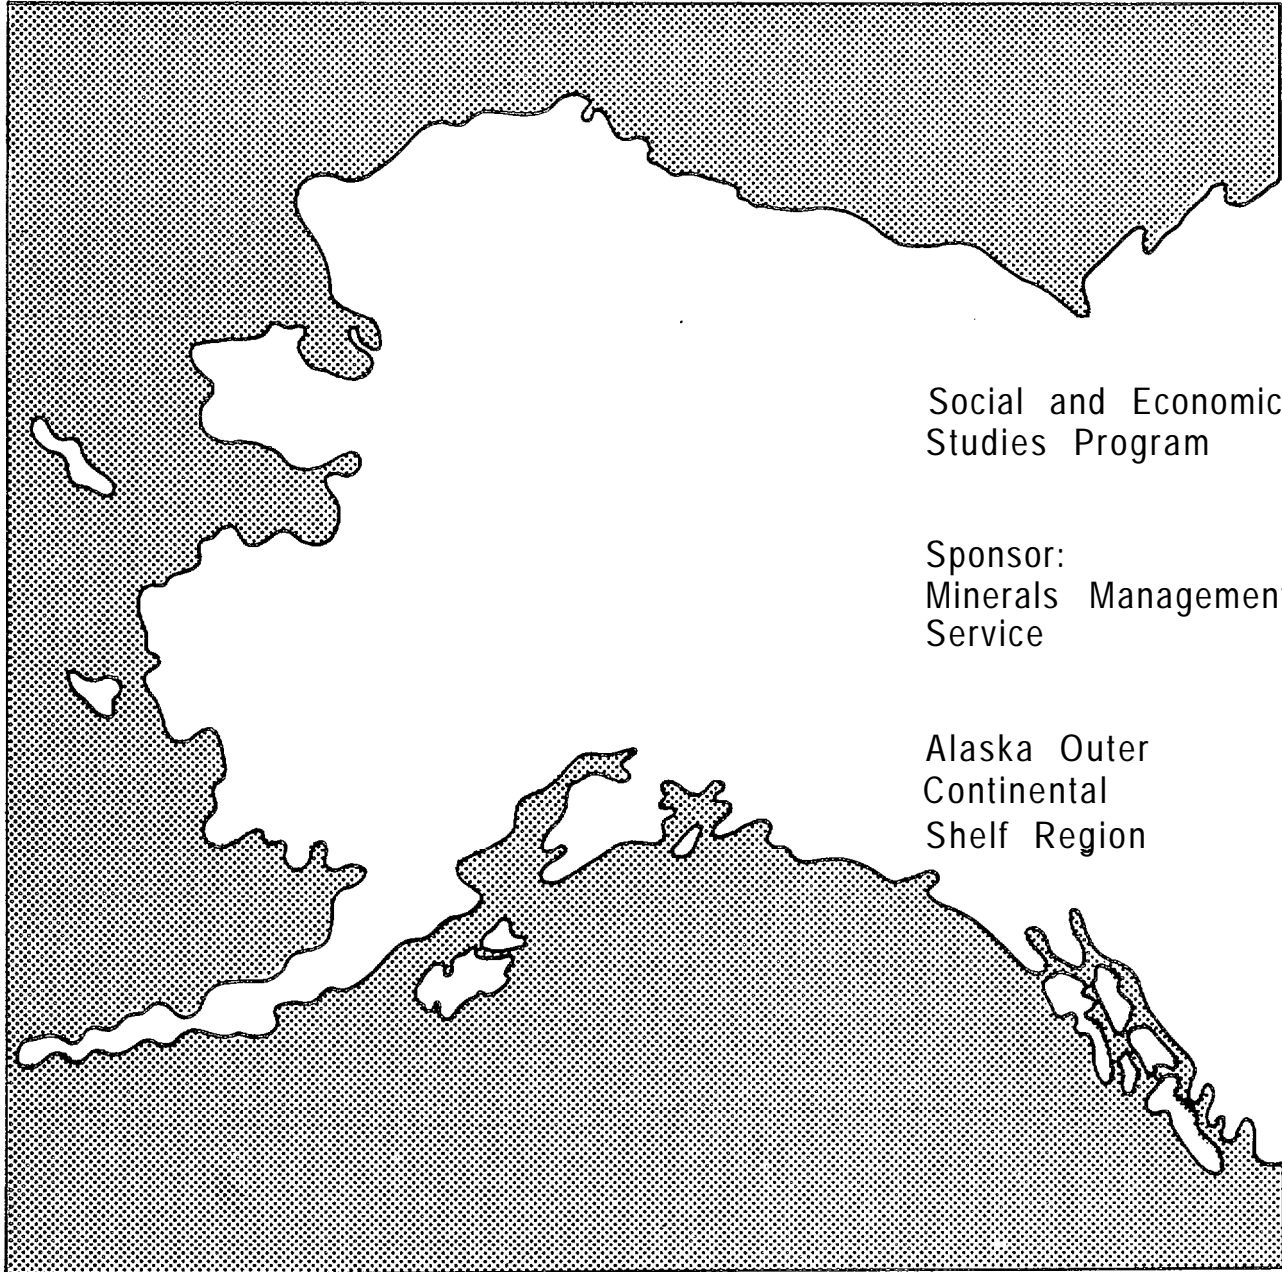 Social and Economic
Studies Program
Sponsor:
Minerals Management
Service
Alaska Outer
Continental
Shelf Region